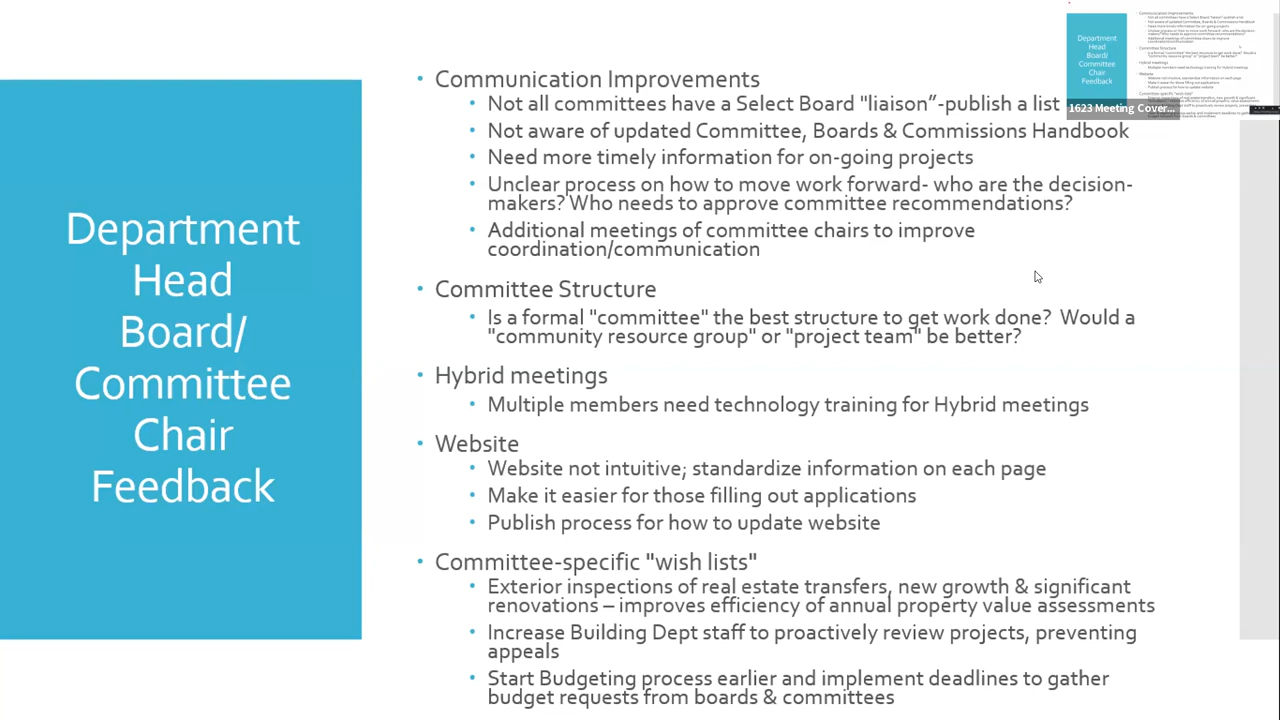 Department
Head
Board/
Committee
Chair
Feedback
• Communication Improvements
• Not all committees have a Select Board "liaison”-publish a list
• Not aware of updated Committee, Boards & Commissions Handbook
• Need more timely information for on-going projects
• Unclear process on how to move work forward- who are the decision-
makers? Who needs to approve committee recommendations?
• Additional meetings of committee chairs to improve
coordination/communication
• Committee Structure
• Is a formal "committee" the best structure to get work done?  Would a
"community resource group" or "project team" be better?
• Hybrid meetings
• Multiple members need technology training for Hybrid meetings
• Website
• Website not intuitive; standardize information on each page
• Make it easier for those filling out applications
• Publish process for how to update website
• Committee-specific "wish lists"
• Exterior inspections of real estate transfers, new growth & significant
renovations – improves efficiency of annual property value assessments
• Increase Building Dept staff to proactively review projects, preventing
appeals
• Start Budgeting process earlier and implement deadlines to gather
budget requests from boards & committees
Department
Head
Board/
Committee
Chair
Feedback
1623 Meeting Cover...